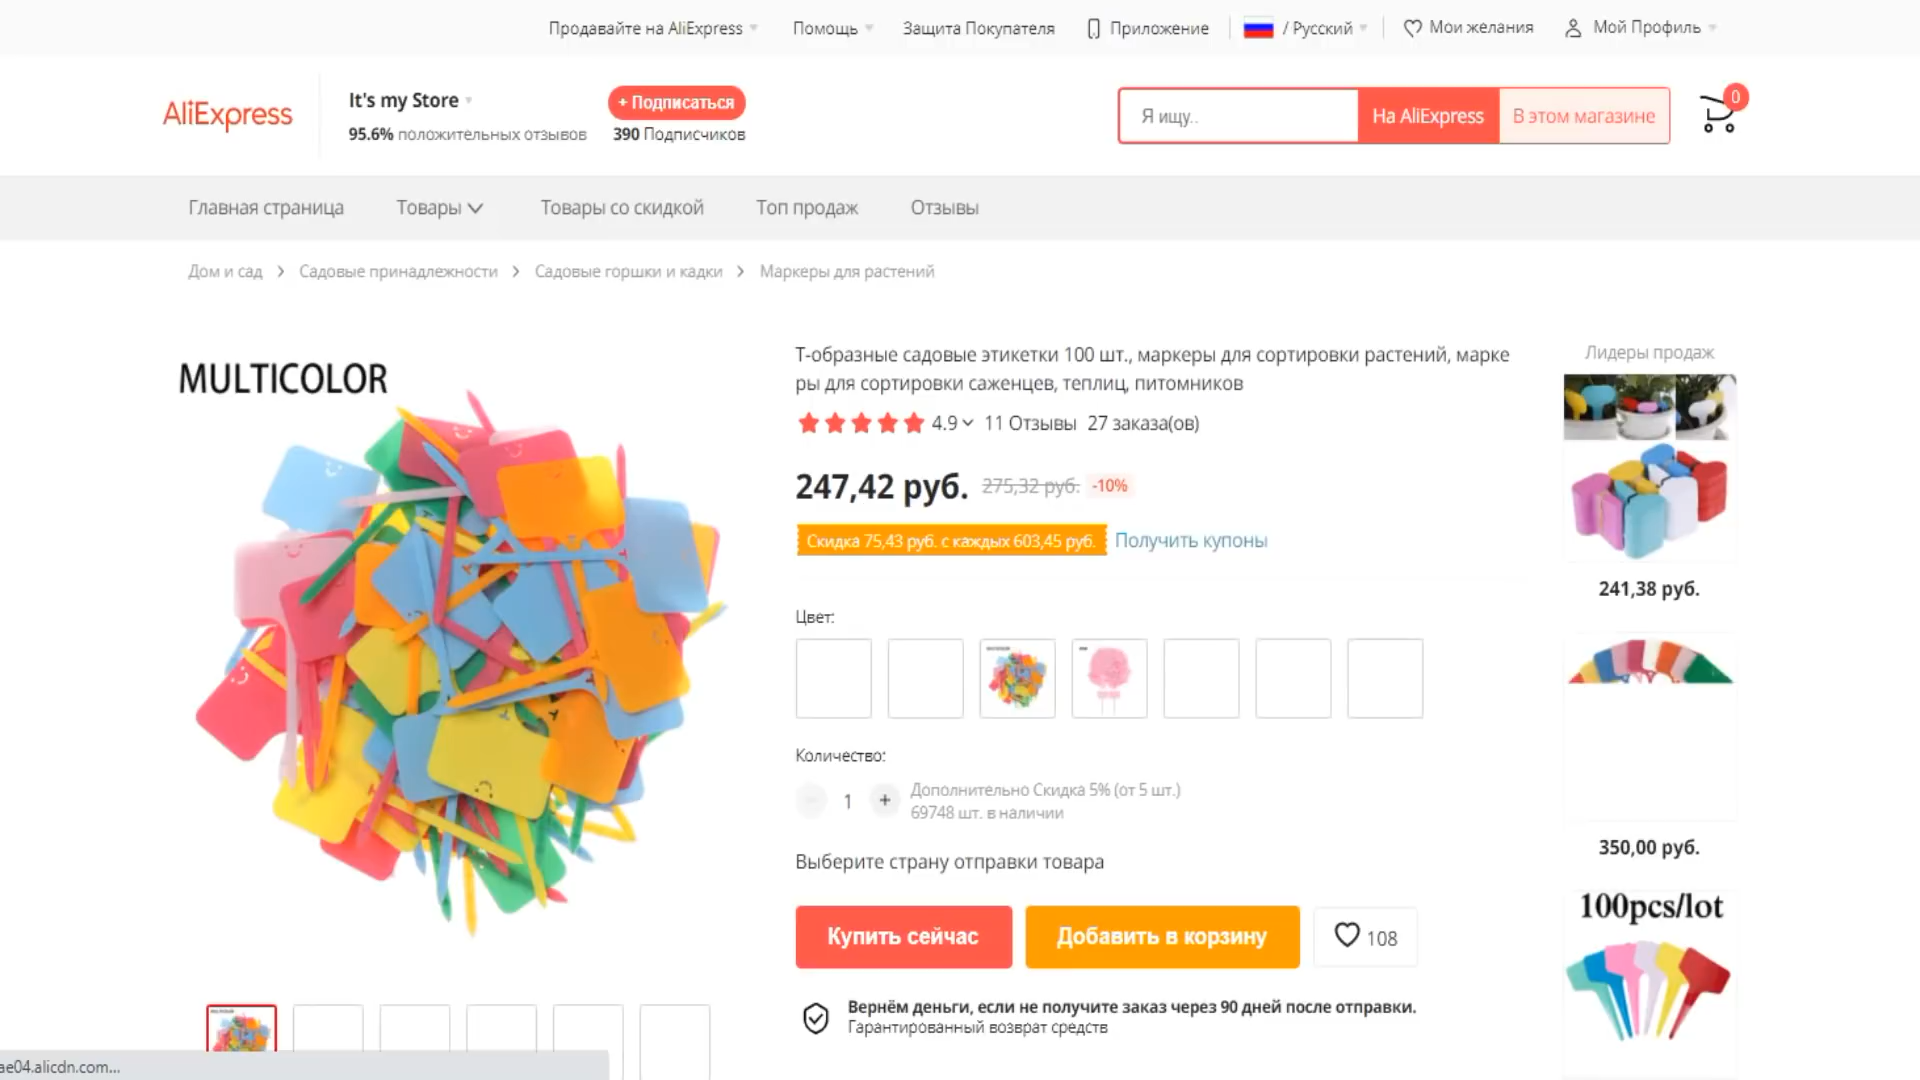 Продавайте на AliExpress
Помощь
Защита Покупателя
Приложение
/ Русский
Мои желания
Мой Профиль
AliExpress
It's my Store
+ Подписаться
95.6% положительных отзывов
390 Подписчиков
Я ищу..
На AliExpress
В этом магазине
0
Главная страница
Товары
Товары со скидкой
Топ продаж
Отзывы
Дом и сад > Садовые принадлежности > Садовые горшки и кадки > Маркеры для растений
MULTICOLOR
Т-образные садовые этикетки 100 шт., маркеры для сортировки растений, марке
ры для сортировки саженцев, теплиц, питомников
4.9 11 Отзывы 27 заказа(ов)
247,42 руб. 275,32 руб. -10%
Скидка 75,43 руб. с каждых 603,45 руб. Получить купоны
Цвет:
Количество:
1
Дополнительно Скидка 5% (от 5 шт.)
69748 шт. в наличии
Выберите страну отправки товара
Купить сейчас
Добавить в корзину
108
Вернём деньги, если не получите заказ через 90 дней после отправки.
Гарантированный возврат средств
Лидеры продаж
241,38 руб.
350,00 руб.
100pcs/lot
ae04.alicdn.com...